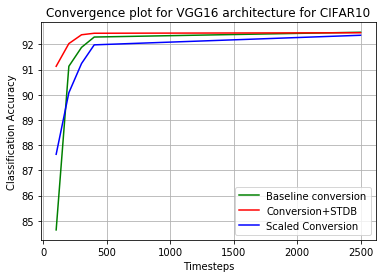 Convergence plot for VGG16 architecture for CIFAR10
Classification Accuracy
92
91
90
89
88
87
86
85
Baseline conversion
Conversion+STDB
Scaled Conversion
0
500
1000
1500
2000
2500
Timesteps